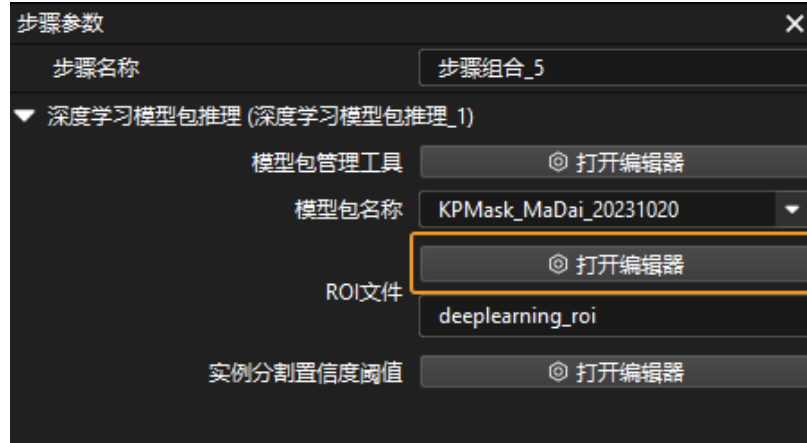 步骤参数
步骤名称 步骤组合_5
深度学习模型包推理 (深度学习模型包推理_1)
模型包管理工具 打开编辑器
模型包名称 KPMask_MaDai_20231020
打开编辑器
ROI文件
deeplearning_roi
实例分割置信度阈值 打开编辑器